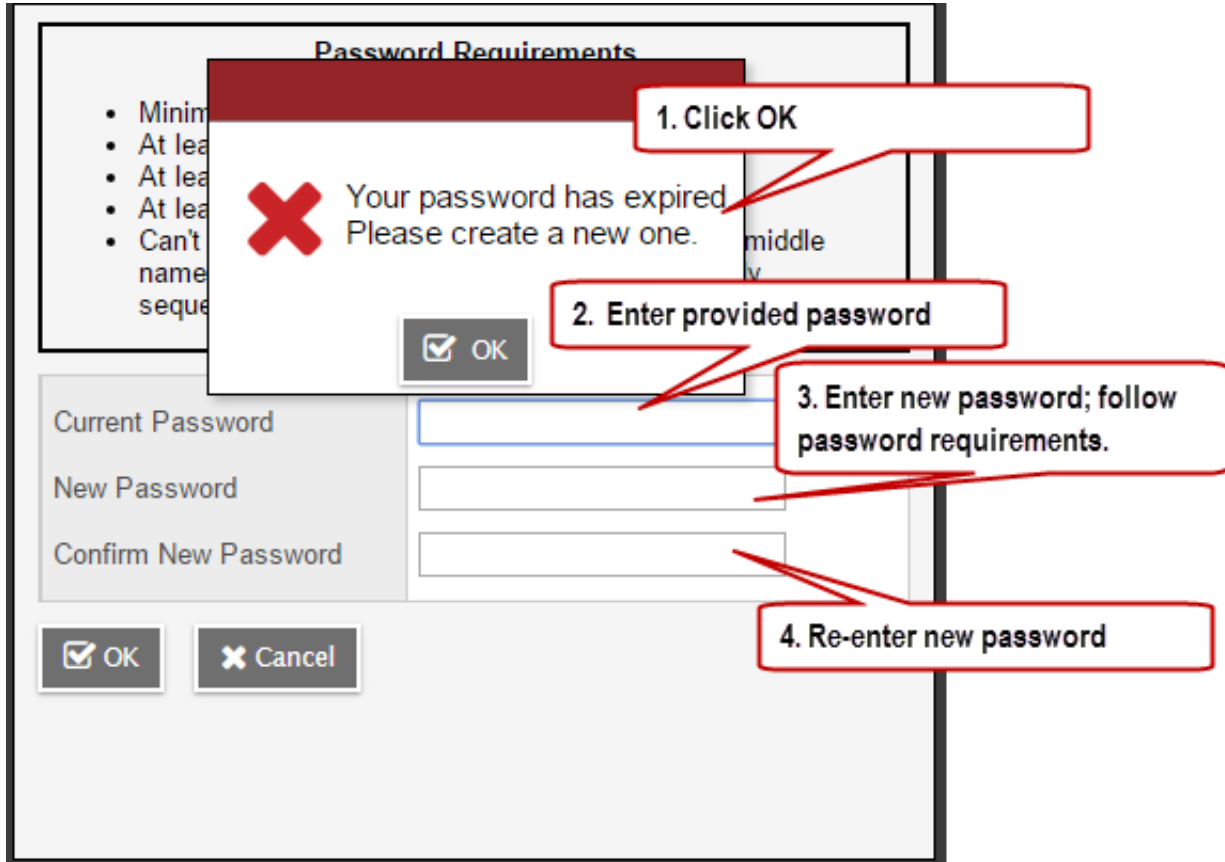 Password Requirements
1. Click OK
• Minim
• At lea
• At lea
• At lea
• Can't middle
name y
seque
Your password has expired
Please create a new one.
OK
2. Enter provided password
3. Enter new password; follow
password requirements.
Current Password
New Password
Confirm New Password
4. Re-enter new password
OK Cancel